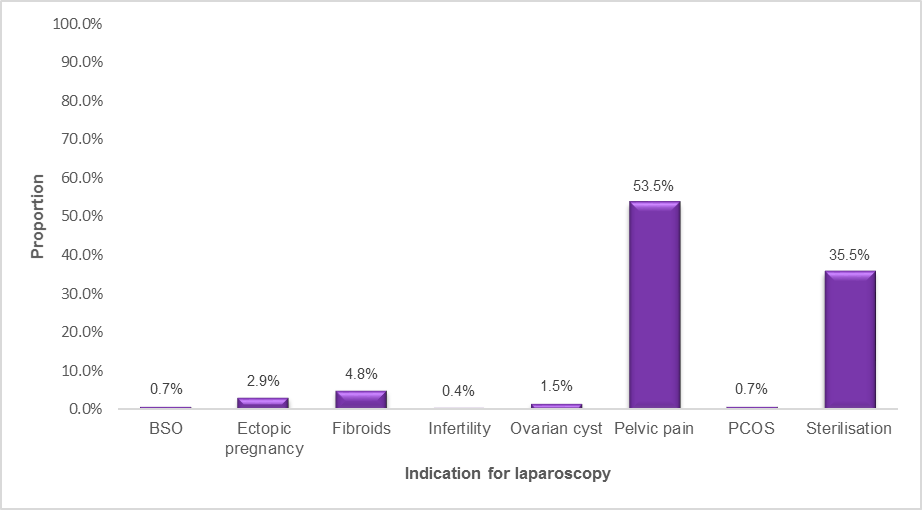 100.0%
90.0%
80.0%
70.0%
60.0%
50.0%
40.0%
30.0%
20.0%
10.0%
0.0%
Proportion
0.7%
2.9%
4.8%
0.4%
1.5%
53.5%
0.7%
35.5%
BSO
Ectopic
pregnancy
Fibroids
Infertility
Ovarian cyst
Pelvic pain
PCOS
Sterilisation
Indication for laparoscopy